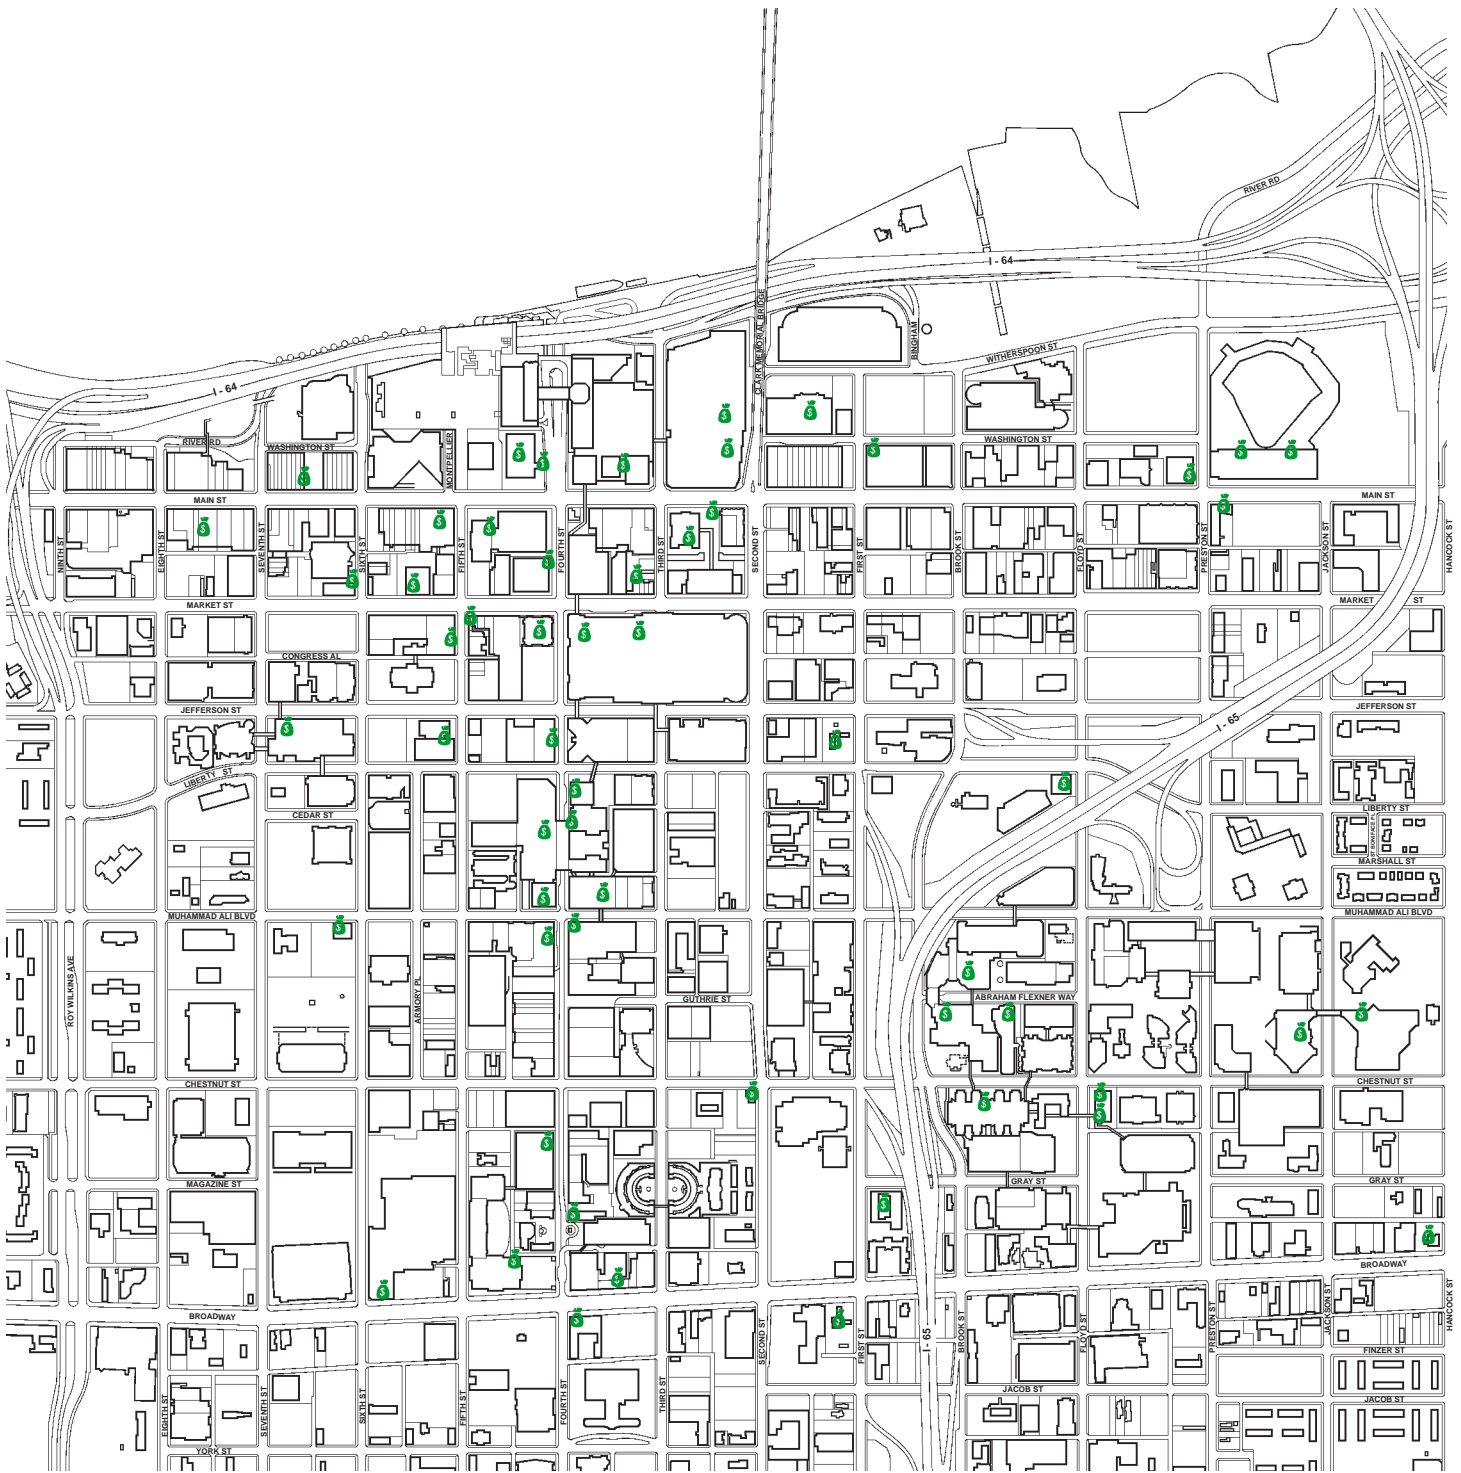 RIVER RD
I - 64
CLARK MEMORIAL BRIDGE
BINGHAM
WITHERSPOON ST
I - 64
RIVER RD
WASHINGTON ST
MONTPELLIER
WASHINGTON ST
MAIN ST
MAIN ST
NINTH ST
EIGHTH ST
SEVENTH ST
SIXTH ST
FIFTH ST
FOURTH ST
THIRD ST
SECOND ST
FIRST ST
BROOK ST
FLOYD ST
PRESTON ST
JACKSON ST
HANCOCK ST
MARKET ST
MARKET ST
CONGRESS AL
JEFFERSON ST
JEFFERSON ST
I - 65
LIBERTY ST
LIBERTY ST
CEDAR ST
MARSHALL ST
MUHAMMAD ALI BLVD
MUHAMMAD ALI BLVD
ROY WILKINS AVE
ARMORY PL
GUTHRIE ST
ABRAHAM FLEXNER WAY
CHESTNUT ST
CHESTNUT ST
MAGAZINE ST
GRAY ST
GRAY ST
BROADWAY
BROADWAY
SECOND ST
FIRST ST
I - 65
BROOK ST
FLOYD ST
PRESTON ST
JACKSON ST
HANCOCK ST
FINZER ST
EIGHTH ST
SEVENTH ST
SIXTH ST
FIFTH ST
FOURTH ST
THIRD ST
JACOB ST
JACOB ST
YORK ST